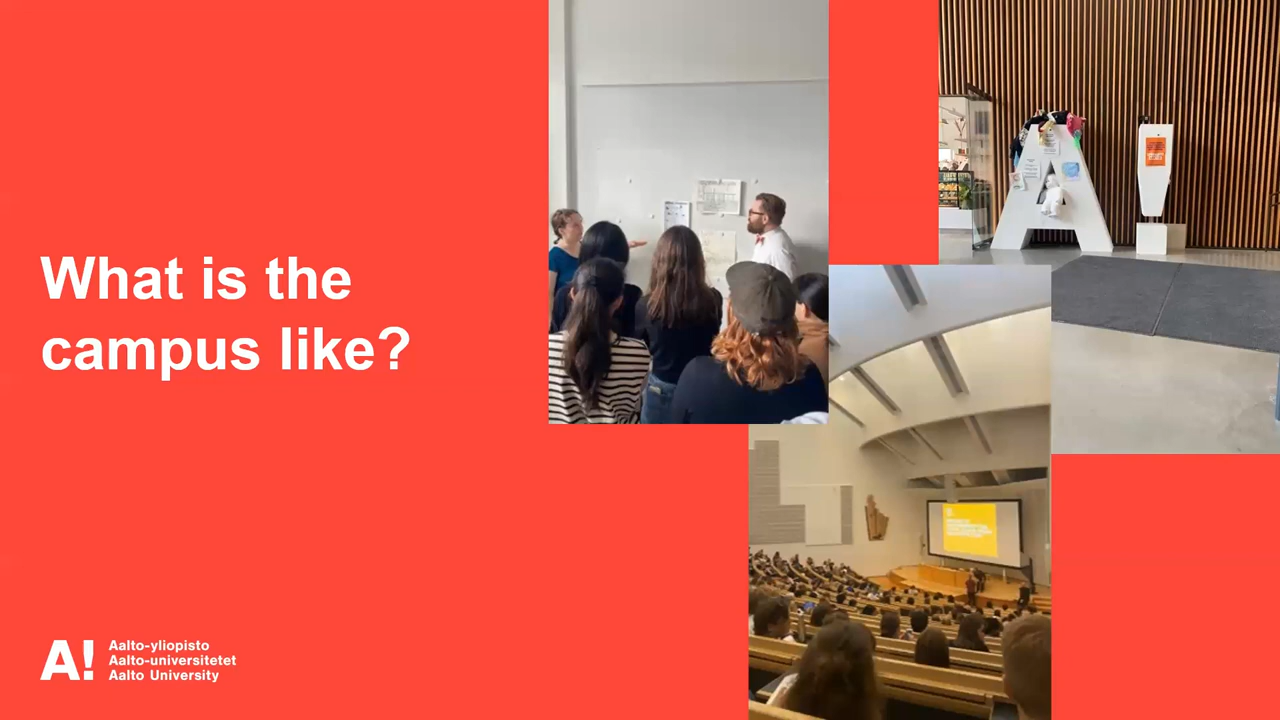 What is the
campus like?
A!
Aalto-yliopisto
Aalto-universitetet
Aalto University
A!